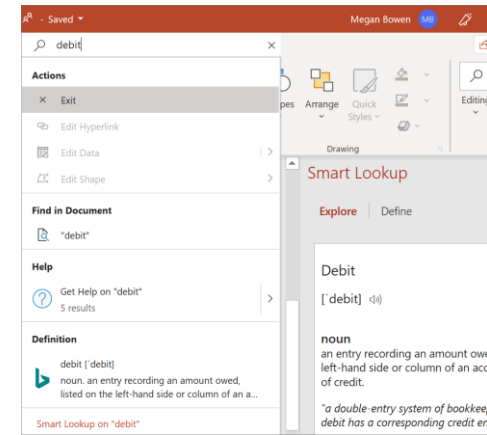 - Saved
Megan Bowen MB
debit
Actions
Exit
Edit Hyperlink
Edit Data
Edit Shape
Find in Document
"debit"
Help
Get Help on "debit"
5 results
Definition
debit [ˈdebit]
noun. an entry recording an amount owed,
listed on the left-hand side or column of an a...
Smart Lookup on "debit"
Arrange
Quick
Styles
Editing
Drawing
Smart Lookup
Explore
Define
Debit
[ˈdebit]
noun
an entry recording an amount owe
left-hand side or column of an acc
of credit.
"a double-entry system of bookkee
debit has a corresponding credit en